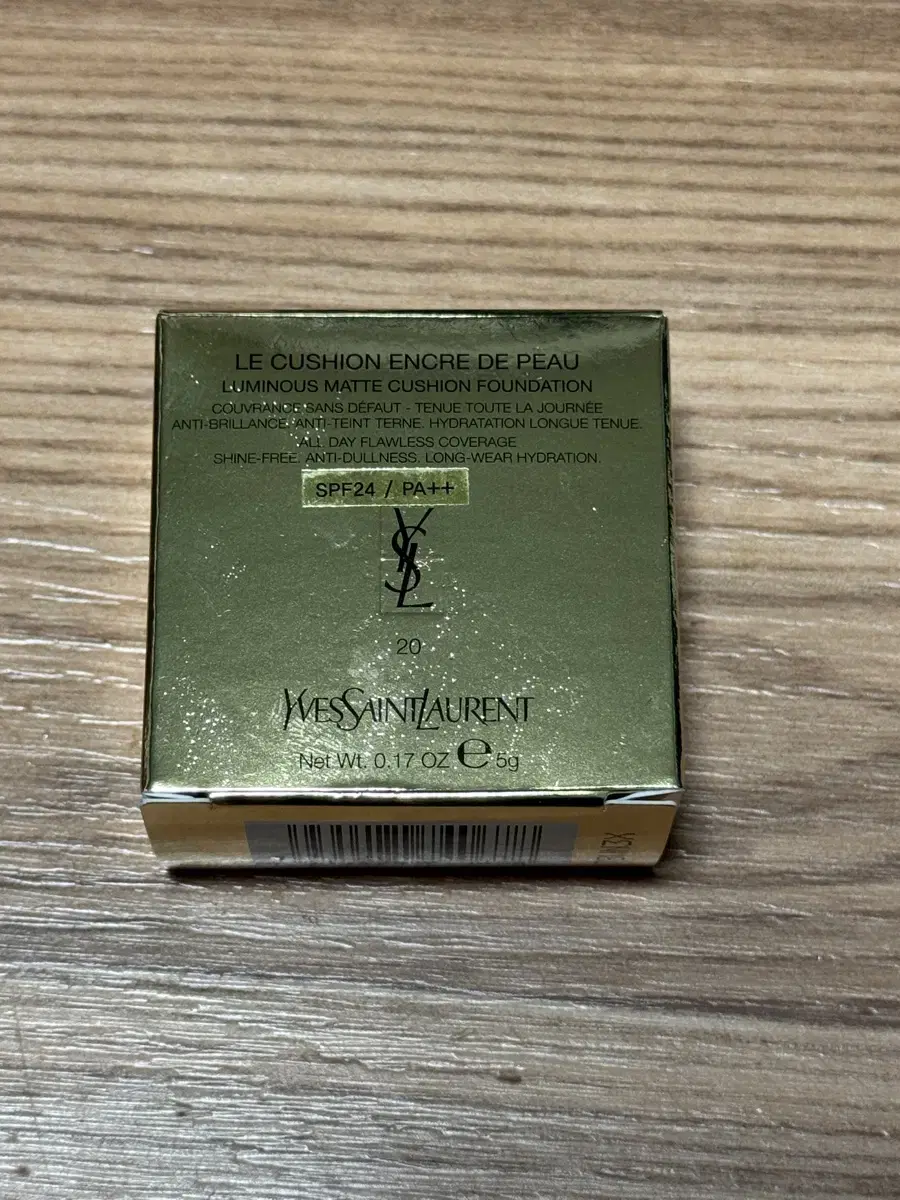 LE CUSHION ENCRE DE PEAU
LUMINOUS MATTE CUSHION FOUNDATION
COUVRANCE SANS DÉFAUT - TENUE TOUTE LA JOURNÉE
ANTI-BRILLANCE. ANTI-TEINT TERNE. HYDRATATION LONGUE TENUE.
ALL DAY FLAWLESS COVERAGE
SHINE-FREE. ANTI-DULLNESS. LONG-WEAR HYDRATION.
SPF24 / PA++
YSL
20
YVESSAINTLAURENT
Net Wt. 0.17 OZ e 5g